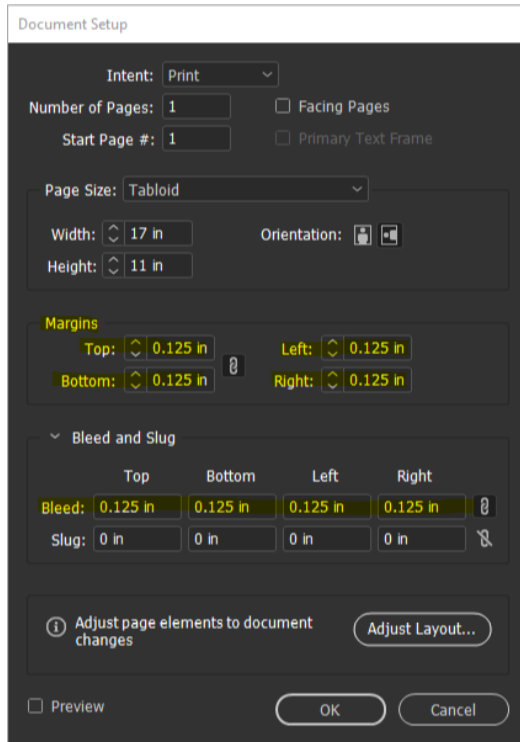 Document Setup
Intent: Print
Number of Pages: 1 Facing Pages
Start Page #: 1 Primary Text Frame
Page Size: Tabloid
Width: 17 in Orientation:
Height: 11 in
Margins
Top: 0.125 in Left: 0.125 in
Bottom: 0.125 in Right: 0.125 in
Bleed and Slug
Top Bottom Left Right
Bleed: 0.125 in 0.125 in 0.125 in 0.125 in
Slug: 0 in 0 in 0 in 0 in
Adjust page elements to document
changes
Adjust Layout...
Preview OK Cancel